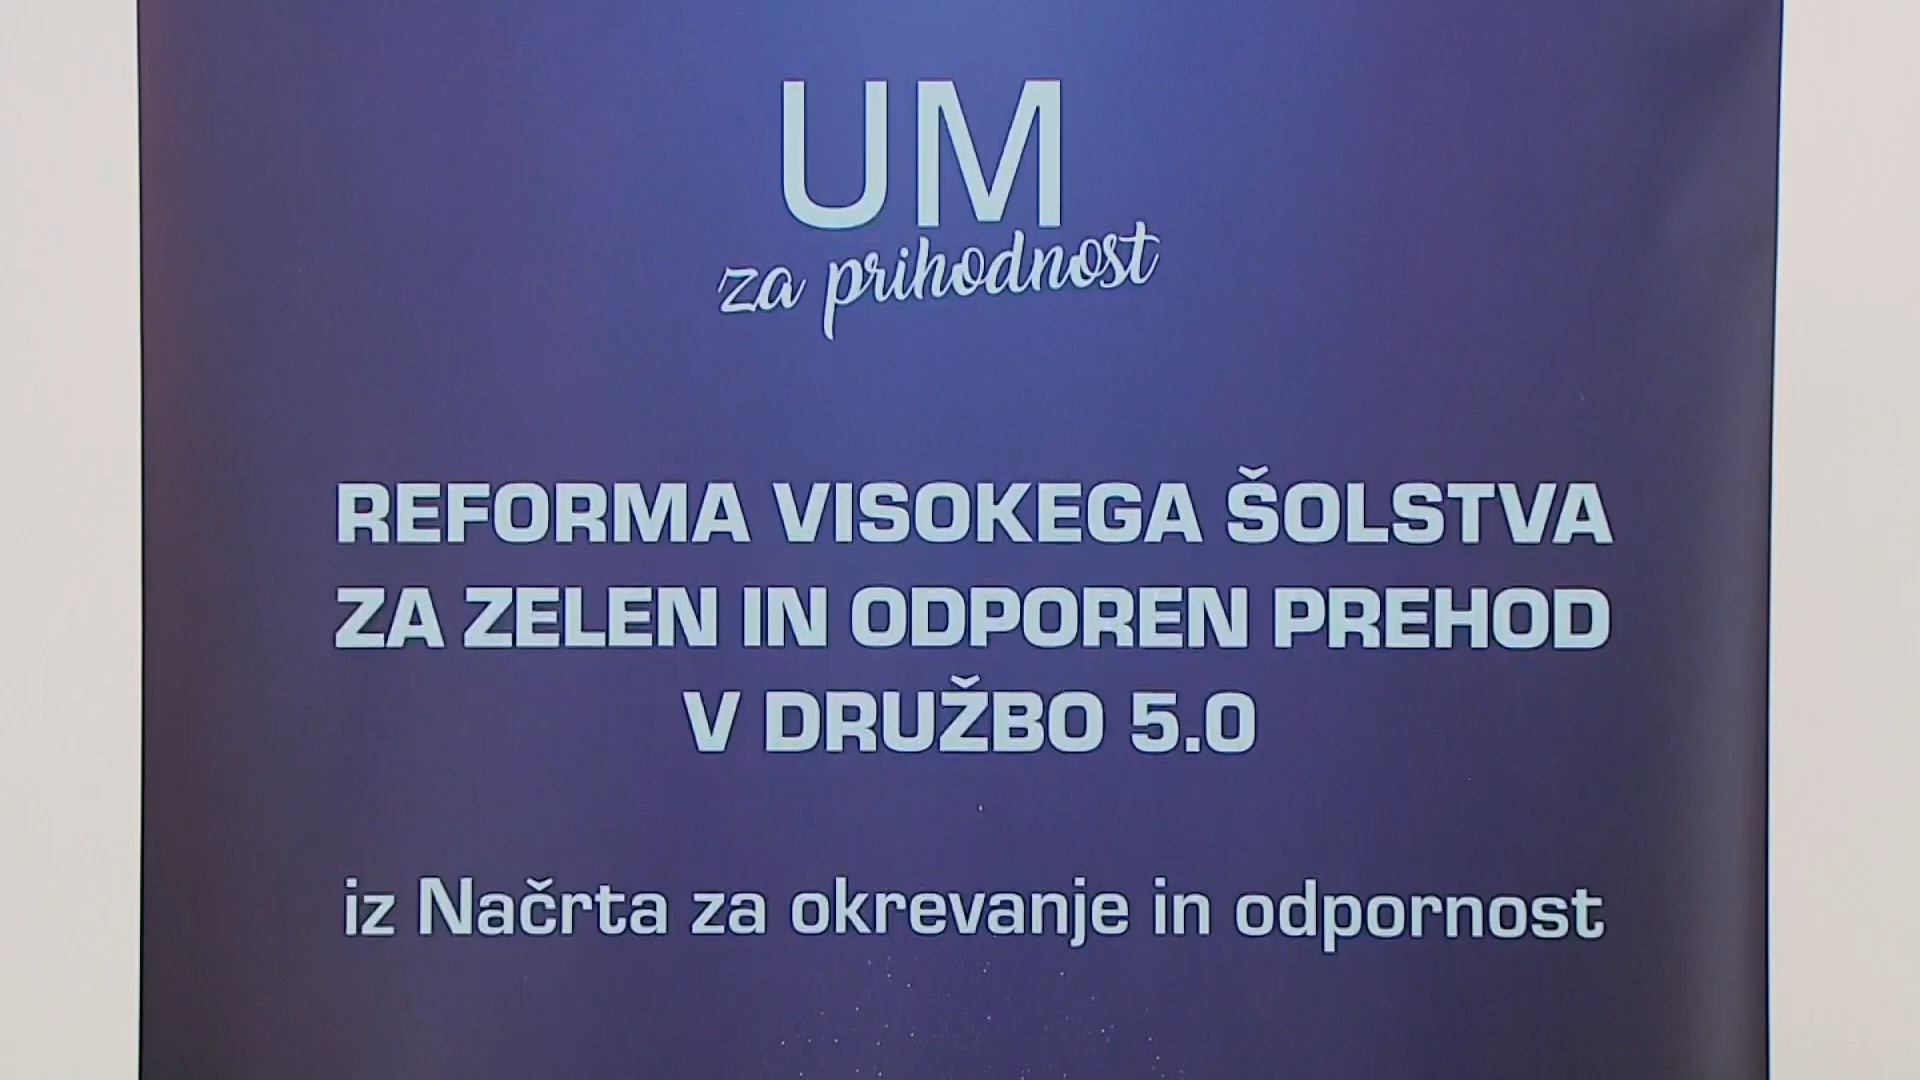 UM
za prihodnost
REFORMA VISOKEGA ŠOLSTVA
ZA ZELEN IN ODPOREN PREHOD
V DRUŽBO 5.0
iz Načrta za okrevanje in odpornost